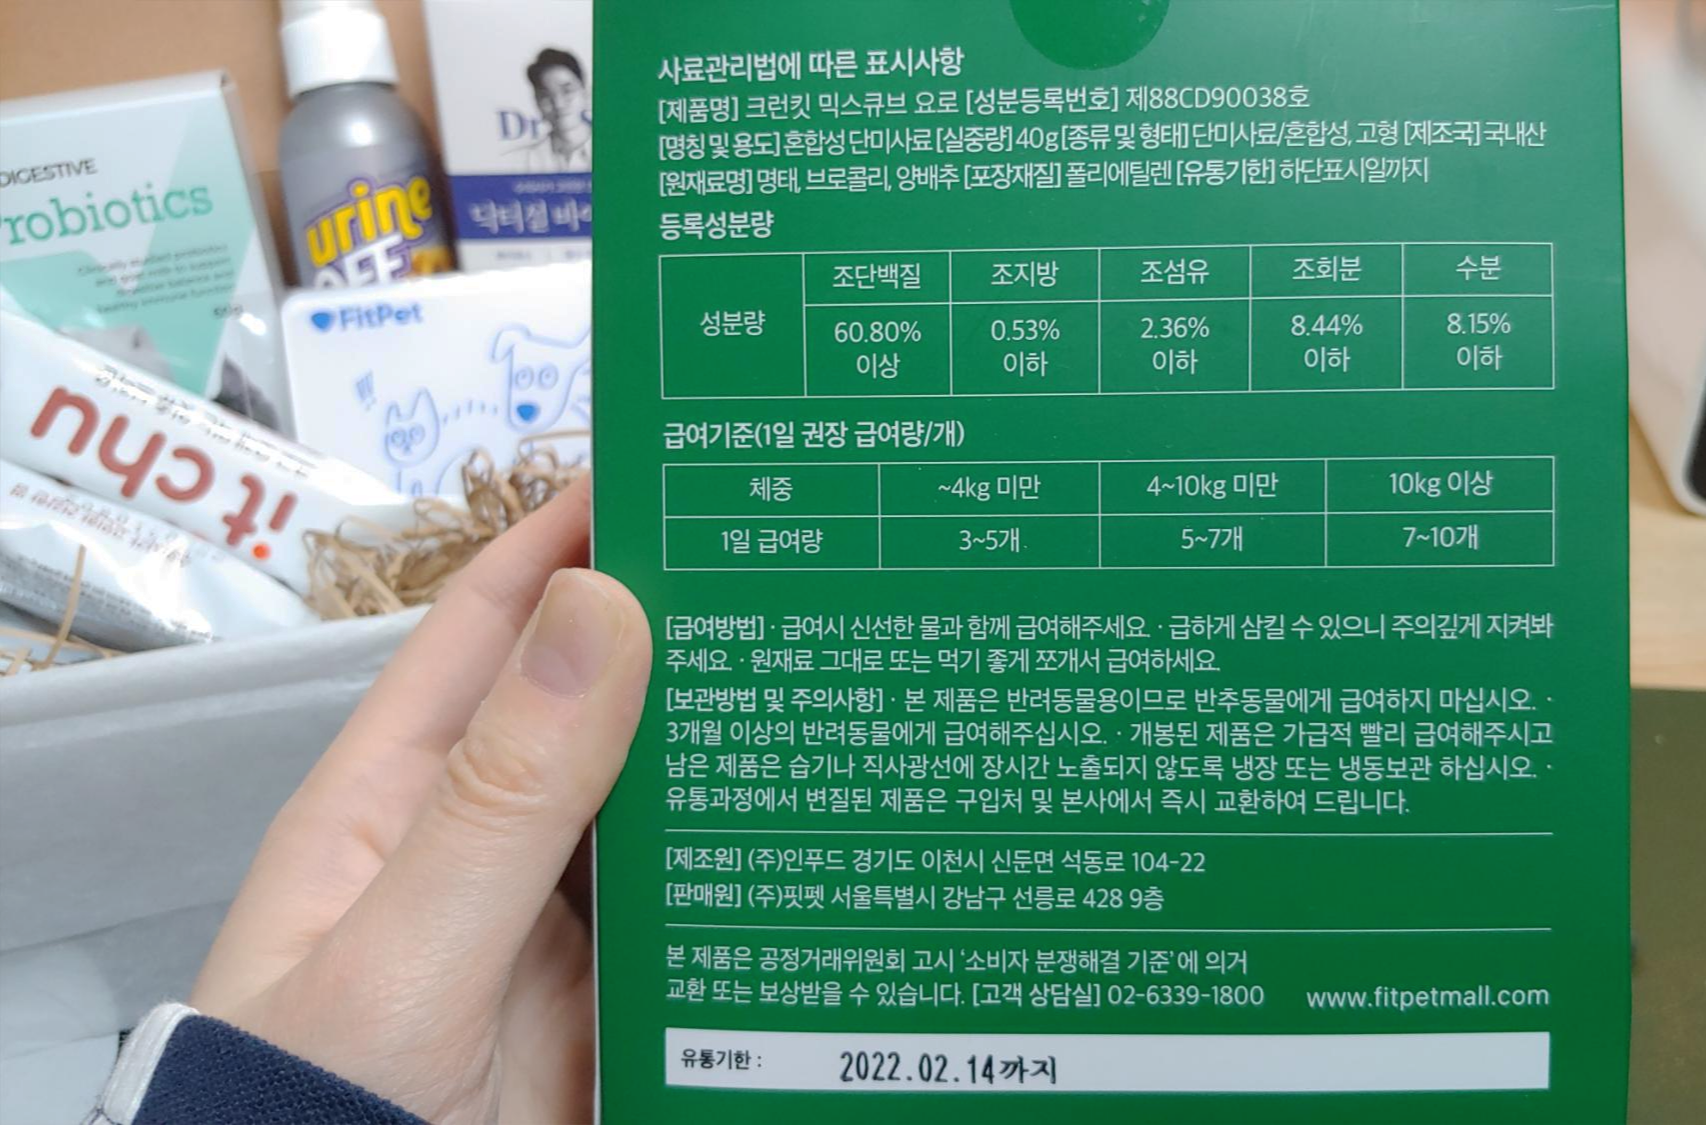 DIGESTIVE
robiotics
urine
OFF
Dr
닥터설 바이
FitPet
itchu
사료관리법에 따른 표시사항
[제품명] 크런킷 믹스큐브 요로 [성분등록번호] 제88CD90038호
[명칭 및 용도] 혼합성 단미사료 [실중량] 40g [종류 및 형태] 단미사료/혼합성, 고형 [제조국] 국내산
[원재료명] 명태, 브로콜리, 양배추 [포장재질] 폴리에틸렌 [유통기한] 하단표시일까지
등록성분량
성분량 조단백질 조지방 조섬유 조회분 수분
60.80% 0.53% 2.36% 8.44% 8.15%
이상 이하 이하 이하 이하
급여기준(1일 권장 급여량/개)
체중 ~4kg 미만 4~10kg 미만 10kg 이상
1일 급여량 3~5개 5~7개 7~10개
[급여방법] · 급여시 신선한 물과 함께 급여해주세요. · 급하게 삼킬 수 있으니 주의깊게 지켜봐
주세요. · 원재료 그대로 또는 먹기 좋게 쪼개서 급여하세요.
[보관방법 및 주의사항] · 본 제품은 반려동물용이므로 반추동물에게 급여하지 마십시오. ·
3개월 이상의 반려동물에게 급여해주십시오. · 개봉된 제품은 가급적 빨리 급여해주시고
남은 제품은 습기나 직사광선에 장시간 노출되지 않도록 냉장 또는 냉동보관 하십시오. ·
유통과정에서 변질된 제품은 구입처 및 본사에서 즉시 교환하여 드립니다.
[제조원] (주)인푸드 경기도 이천시 신둔면 석동로 104-22
[판매원] (주)핏펫 서울특별시 강남구 선릉로 428 9층
본 제품은 공정거래위원회 고시 ‘소비자 분쟁해결 기준’에 의거
교환 또는 보상받을 수 있습니다. [고객 상담실] 02-6339-1800 www.fitpetmall.com
유통기한 : 2022.02.14까지